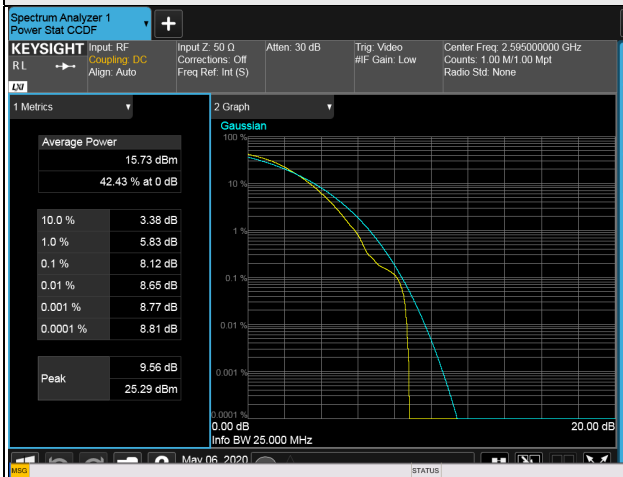 Spectrum Analyzer 1
Power Stat CCDF
KEYSIGHT
R L
LXI
Input: RF
Coupling: DC
Align: Auto
Input Z: 50 Ω
Corrections: Off
Freq Ref: Int (S)
Atten: 30 dB
Trig: Video
#IF Gain: Low
Center Freq: 2.595000000 GHz
Counts: 1.00 M/1.00 Mpt
Radio Std: None
1 Metrics
Average Power
15.73 dBm
42.43 % at 0 dB
10.0 % 3.38 dB
1.0 % 5.83 dB
0.1 % 8.12 dB
0.01 % 8.65 dB
0.001 % 8.77 dB
0.0001 % 8.81 dB
Peak
9.56 dB
25.29 dBm
2 Graph
Gaussian
100 %
10 %
1 %
0.1 %
0.01 %
0.001 %
0.0001 %
0.00 dB
20.00 dB
Info BW 25.000 MHz
May 06, 2020
MSG
STATUS